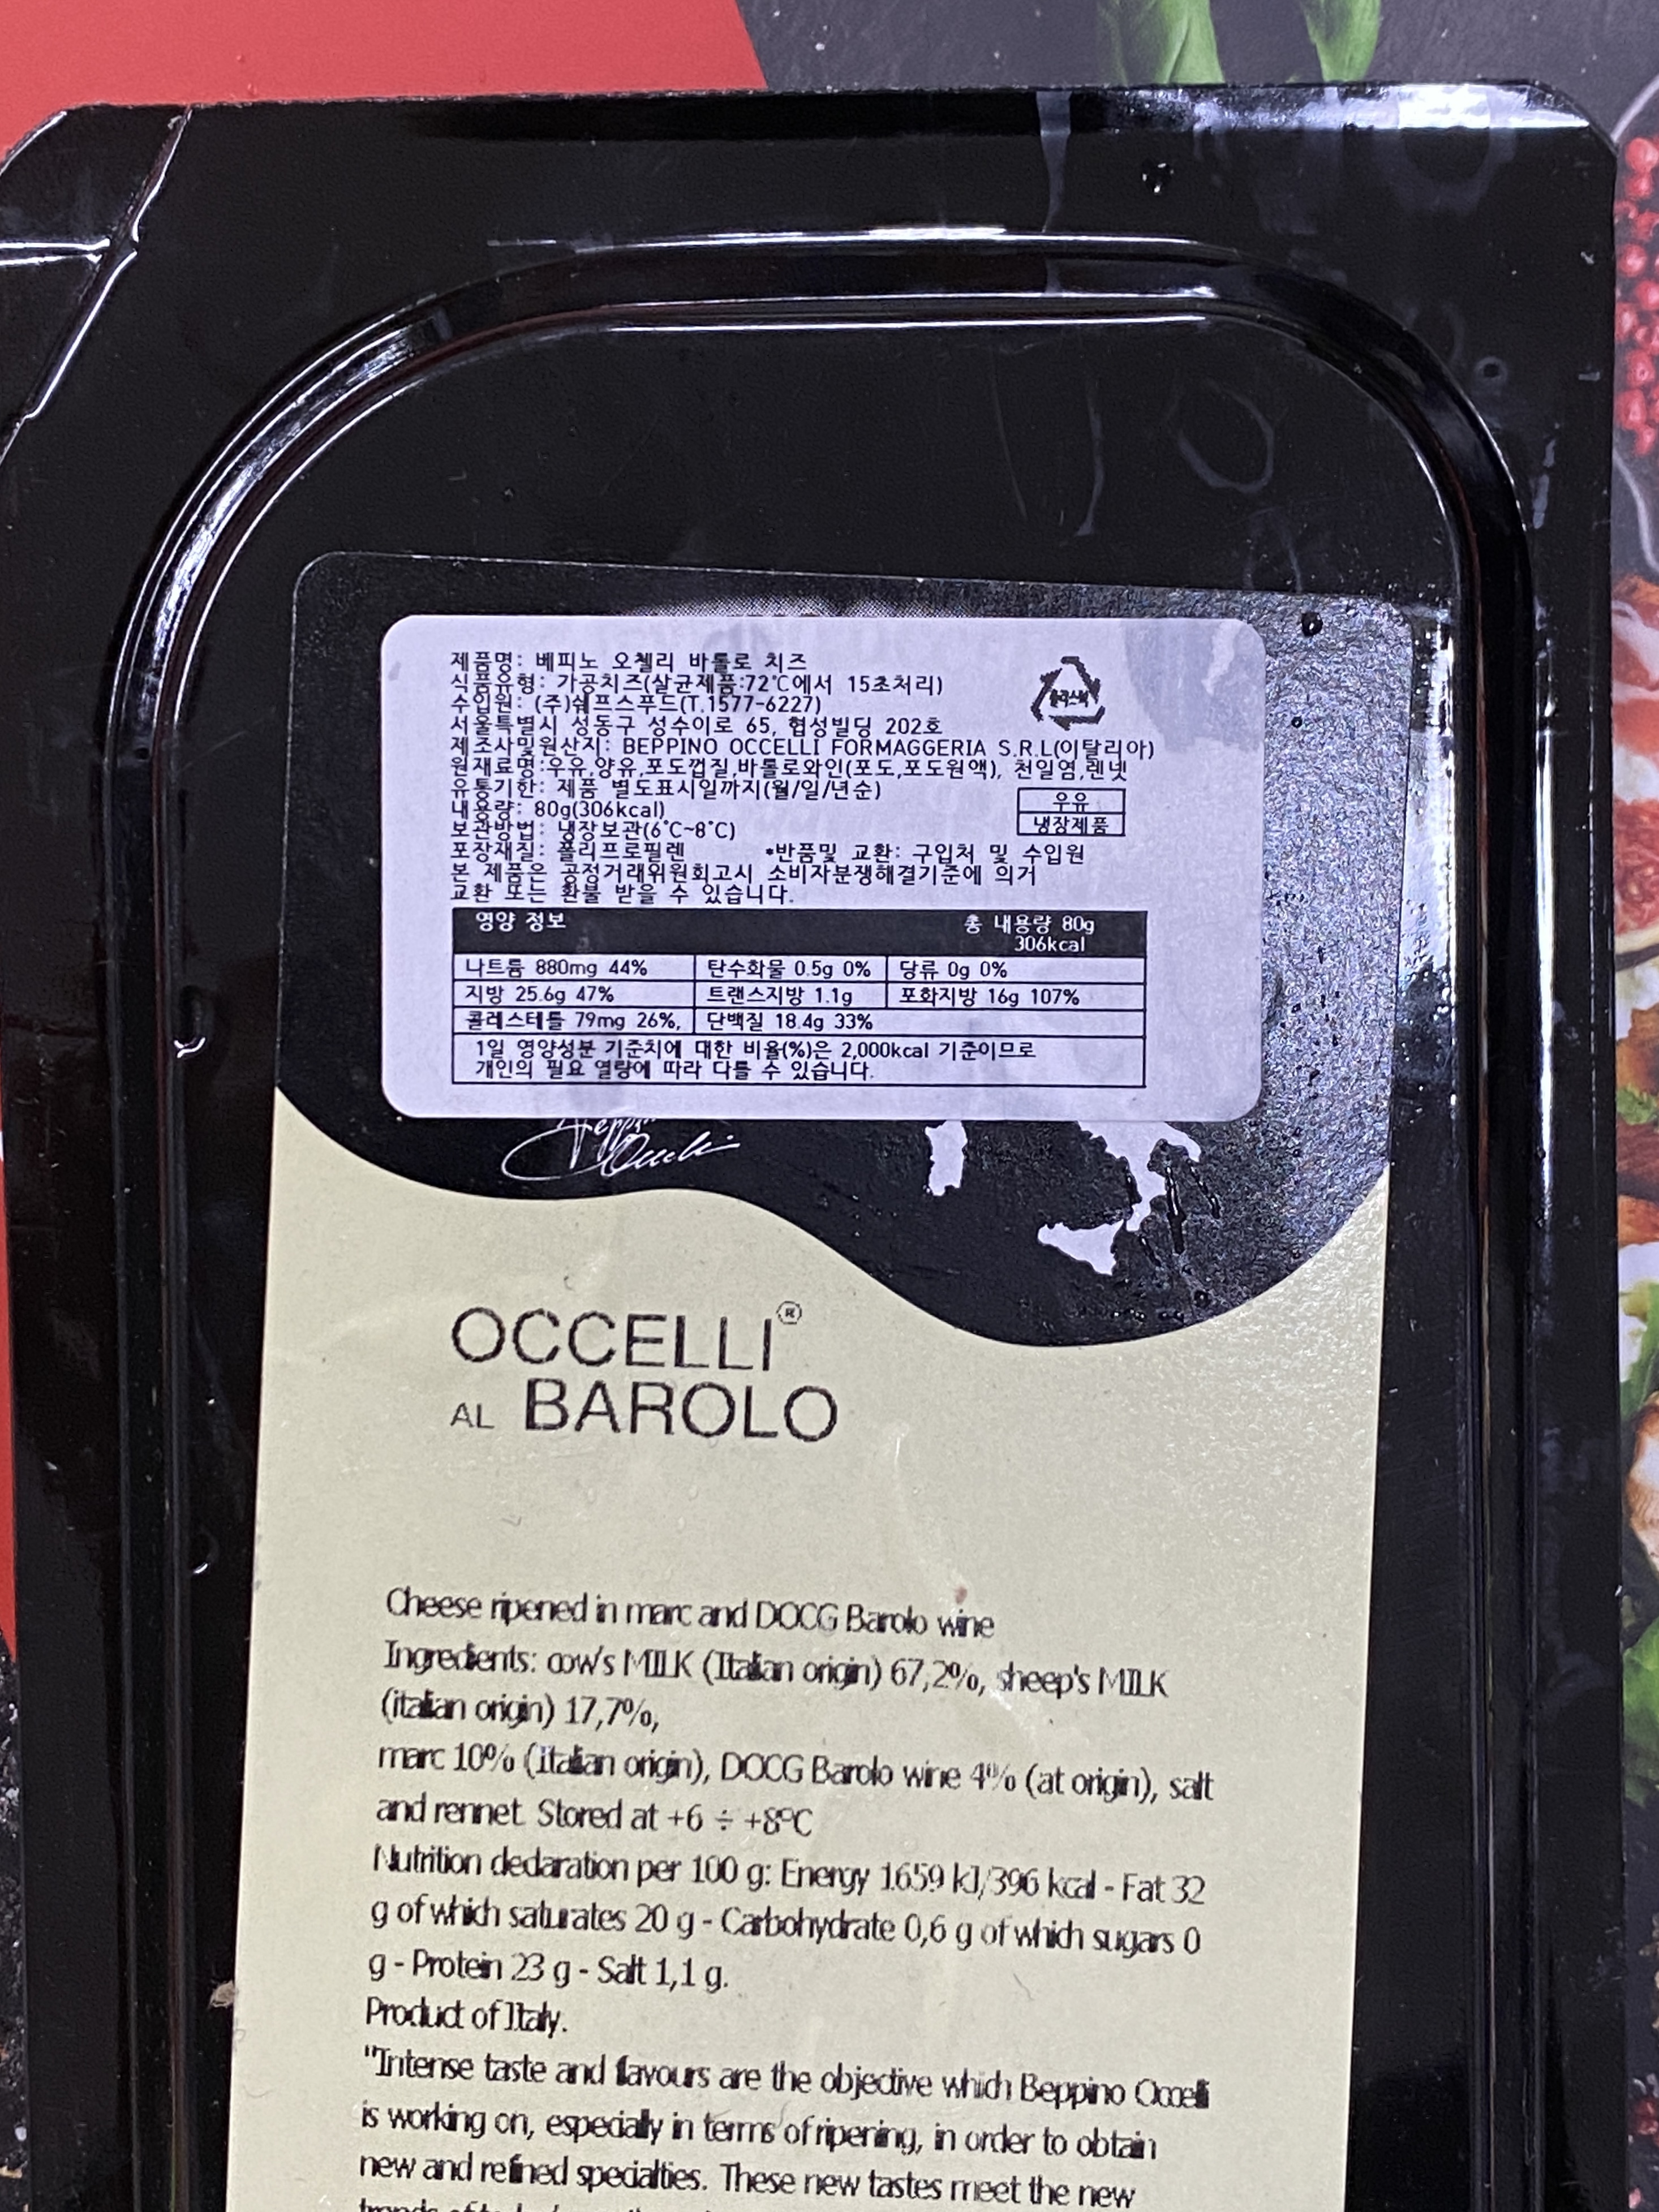 제품명: 베피노 오첼리 바롤로 치즈
식품유형: 가공치즈(살균제품:72°C에서 15초처리)
수입원: (주)쉐프스푸드(T.1577-6227)
서울특별시 성동구 성수이로 65, 협성빌딩 202호
제조사및원산지: BEPPINO OCCELLI FORMAGGERIA S.R.L(이탈리아)
원재료명:우유,양유,포도껍질,바롤로와인(포도,포도원액), 천일염,렌넷
유통기한: 제품 별도표시일까지(월/일/년순)
내용량: 80g(306kcal)
보관방법: 냉장보관(6°C~8°C)
포장재질: 폴리프로필렌 *반품및 교환: 구입처 및 수입원
본 제품은 공정거래위원회고시 소비자분쟁해결기준에 의거
교환 또는 환불 받을 수 있습니다.
플라스틱
우유
냉장제품
영양 정보 총 내용량 80g
306kcal
나트륨 880mg 44% 탄수화물 0.5g 0% 당류 0g 0%
지방 25.6g 47% 트랜스지방 1.1g 포화지방 16g 107%
콜레스테롤 79mg 26%, 단백질 18.4g 33%
1일 영양성분 기준치에 대한 비율(%)은 2,000kcal 기준이므로
개인의 필요 열량에 따라 다를 수 있습니다.
OCCELLI®
AL BAROLO
Cheese ripened in marc and DOCG Barolo wine
Ingredients: cow's MILK (Italian origin) 67,2%, sheep's MILK
(italian origin) 17,7%,
marc 10% (italian origin), DOCG Barolo wine 4% (at origin), salt
and rennet. Stored at +6 ÷ +8ºC
Nutrition declaration per 100 g: Energy 1659 kJ/396 kcal - Fat 32
g of which saturates 20 g - Carbohydrate 0,6 g of which sugars 0
g - Protein 23 g - Salt 1,1 g.
Product of Italy.
"Intense taste and flavours are the objective which Beppino Occelli
is working on, especially in terms of ripening, in order to obtain
new and refined specialties. These new tastes meet the new